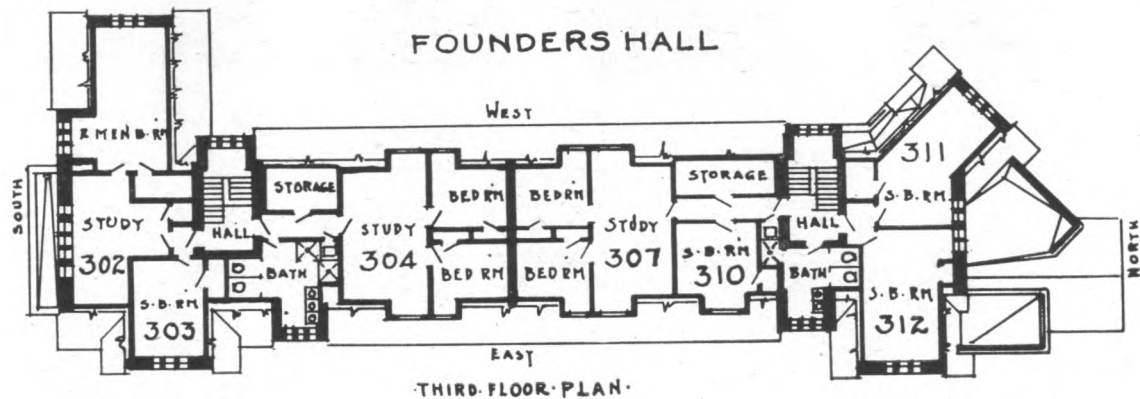 FOUNDERS HALL
WEST
SOUTH
NORTH
2 MEN B. RM
STUDY
302
S.B. RM
303
HALL
STORAGE
BATH
STUDY
304
BED RM
BED RM
BED RM
BED RM
STUDY
307
STORAGE
S.B. RM
310
HALL
BATH
311
S.B. RM
S.B. RM
312
EAST
·THIRD·FLOOR·PLAN·